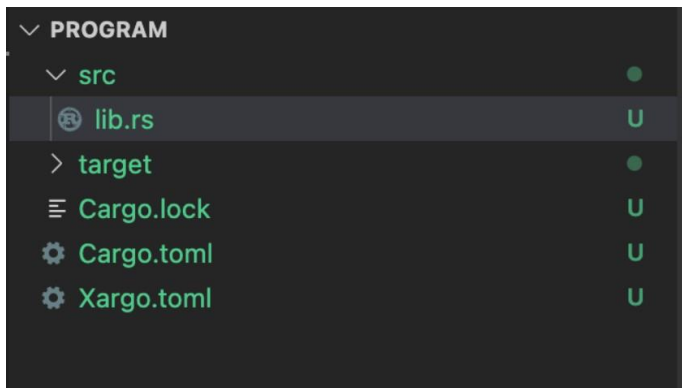 PROGRAM
src
lib.rs U
target
Cargo.lock U
Cargo.toml U
Xargo.toml U